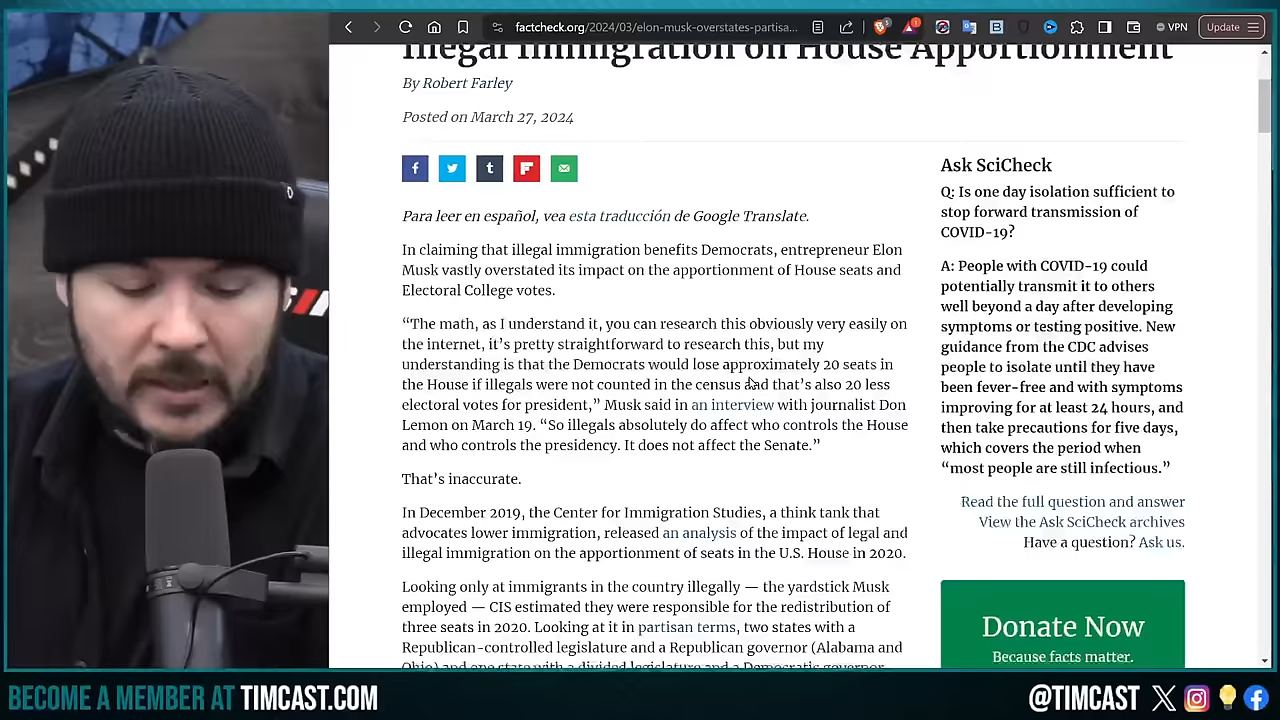 factcheck.org/2024/03/elon-musk-overstates-partisa...
VPN
Update
Illegal Immigration on House Apportionment
By Robert Farley
Posted on March 27, 2024
Para leer en español, vea esta traducción de Google Translate.
In claiming that illegal immigration benefits Democrats, entrepreneur Elon
Musk vastly overstated its impact on the apportionment of House seats and
Electoral College votes.
“The math, as I understand it, you can research this obviously very easily on
the internet, it’s pretty straightforward to research this, but my
understanding is that the Democrats would lose approximately 20 seats in
the House if illegals were not counted in the census and that’s also 20 less
electoral votes for president,” Musk said in an interview with journalist Don
Lemon on March 19. “So illegals absolutely do affect who controls the House
and who controls the presidency. It does not affect the Senate.”
That’s inaccurate.
In December 2019, the Center for Immigration Studies, a think tank that
advocates lower immigration, released an analysis of the impact of legal and
illegal immigration on the apportionment of seats in the U.S. House in 2020.
Looking only at immigrants in the country illegally — the yardstick Musk
employed — CIS estimated they were responsible for the redistribution of
three seats in 2020. Looking at it in partisan terms, two states with a
Republican-controlled legislature and a Republican governor (Alabama and
Ohio) and one state with a divided legislature and a Democratic governor
Ask SciCheck
Q: Is one day isolation sufficient to
stop forward transmission of
COVID-19?
A: People with COVID-19 could
potentially transmit it to others
well beyond a day after developing
symptoms or testing positive. New
guidance from the CDC advises
people to isolate until they have
been fever-free and with symptoms
improving for at least 24 hours, and
then take precautions for five days,
which covers the period when
“most people are still infectious.”
Read the full question and answer
View the Ask SciCheck archives
Have a question? Ask us.
Donate Now
Because facts matter.
BECOME A MEMBER AT TIMCAST.COM
@TIMCAST